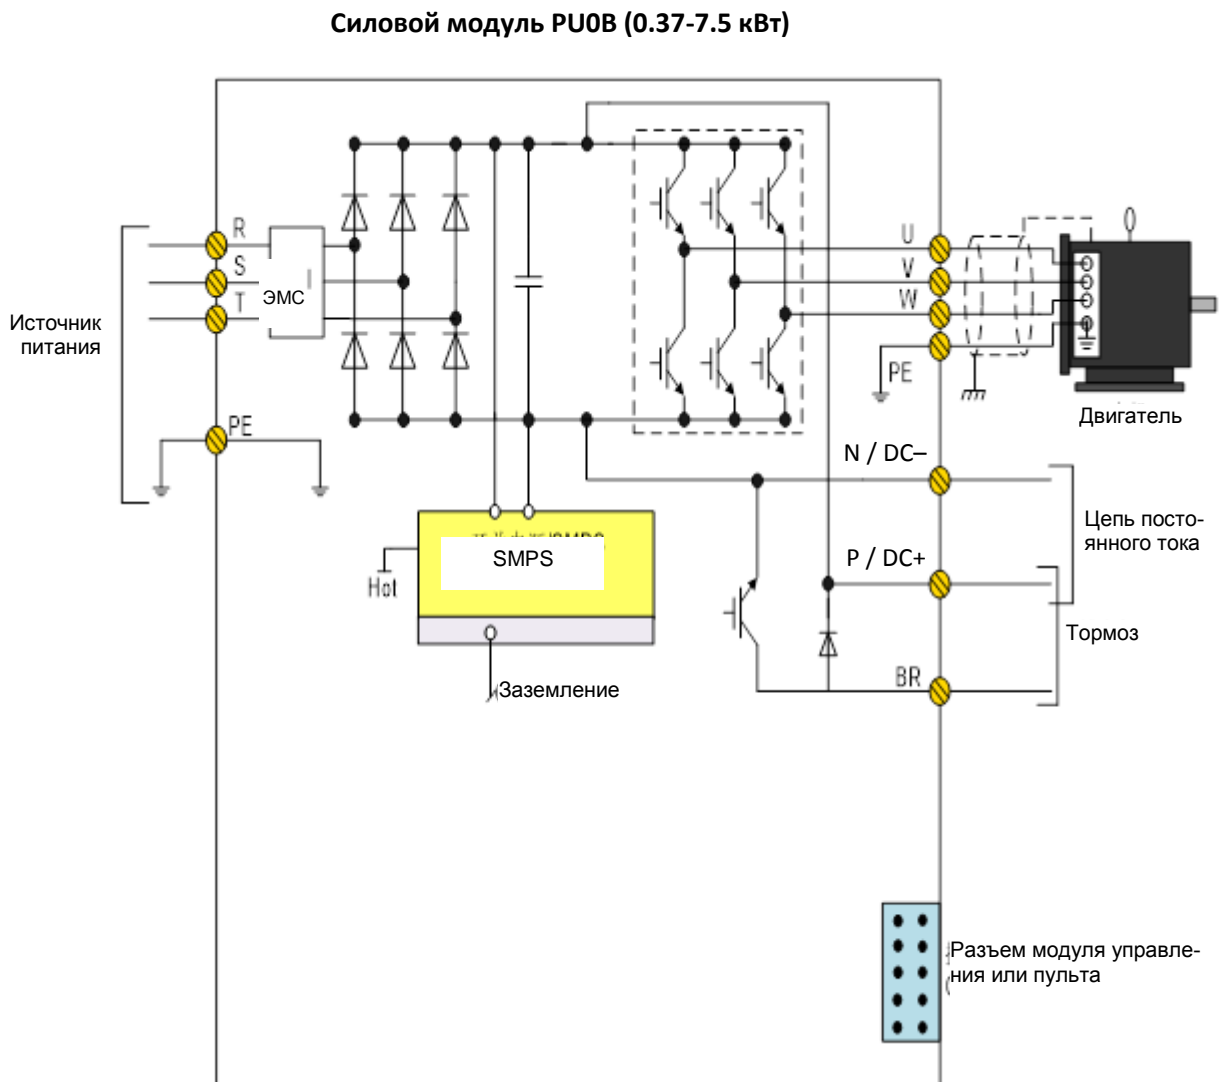 Силовой модуль PU0B (0.37-7.5 кВт)
R
S
T
ЭМС
Источник
питания
PE
U
V
W
PE
Двигатель
N / DC–
Цепь посто-
янного тока
P / DC+
SMPS
Hot
Тормоз
BR
Заземление
Разъем модуля управле-
ния или пульта